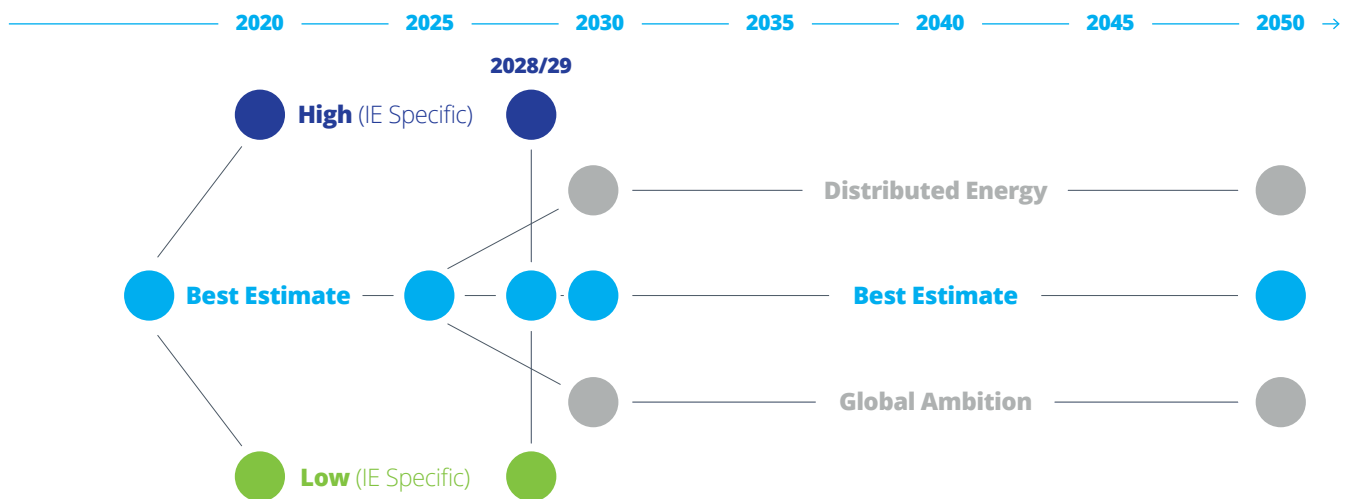 2020 2025 2030 2035 2040 2045 2050
2028/29
High (IE Specific)
Distributed Energy
Best Estimate Best Estimate
Global Ambition
Low (IE Specific)